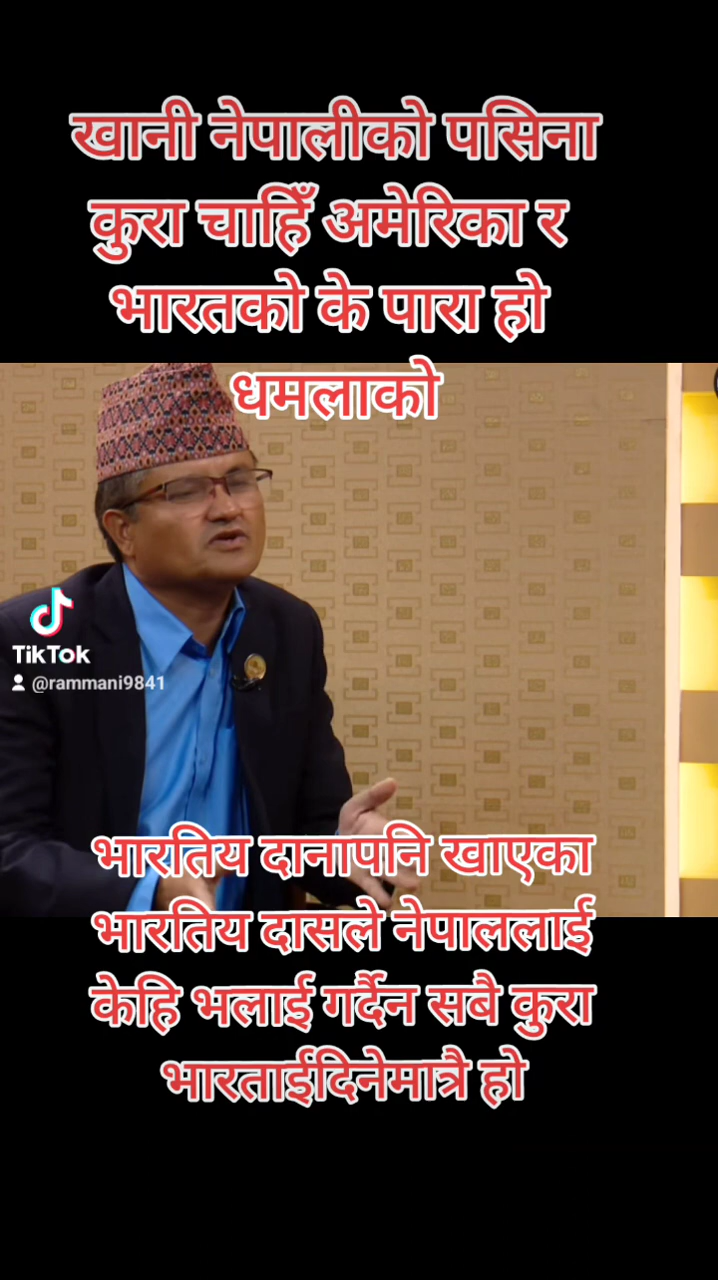 खानी नेपालीको पसिना
कुरा चाहिँ अमेरिका र
भारतको के पारा हो
धमलाको
TikTok
@rammani9841
भारतिय दानापनि खाएका
भारतिय दासले नेपाललाई
केहि भलाई गर्दैन सबै कुरा
भारताईदिनेमात्रै हो